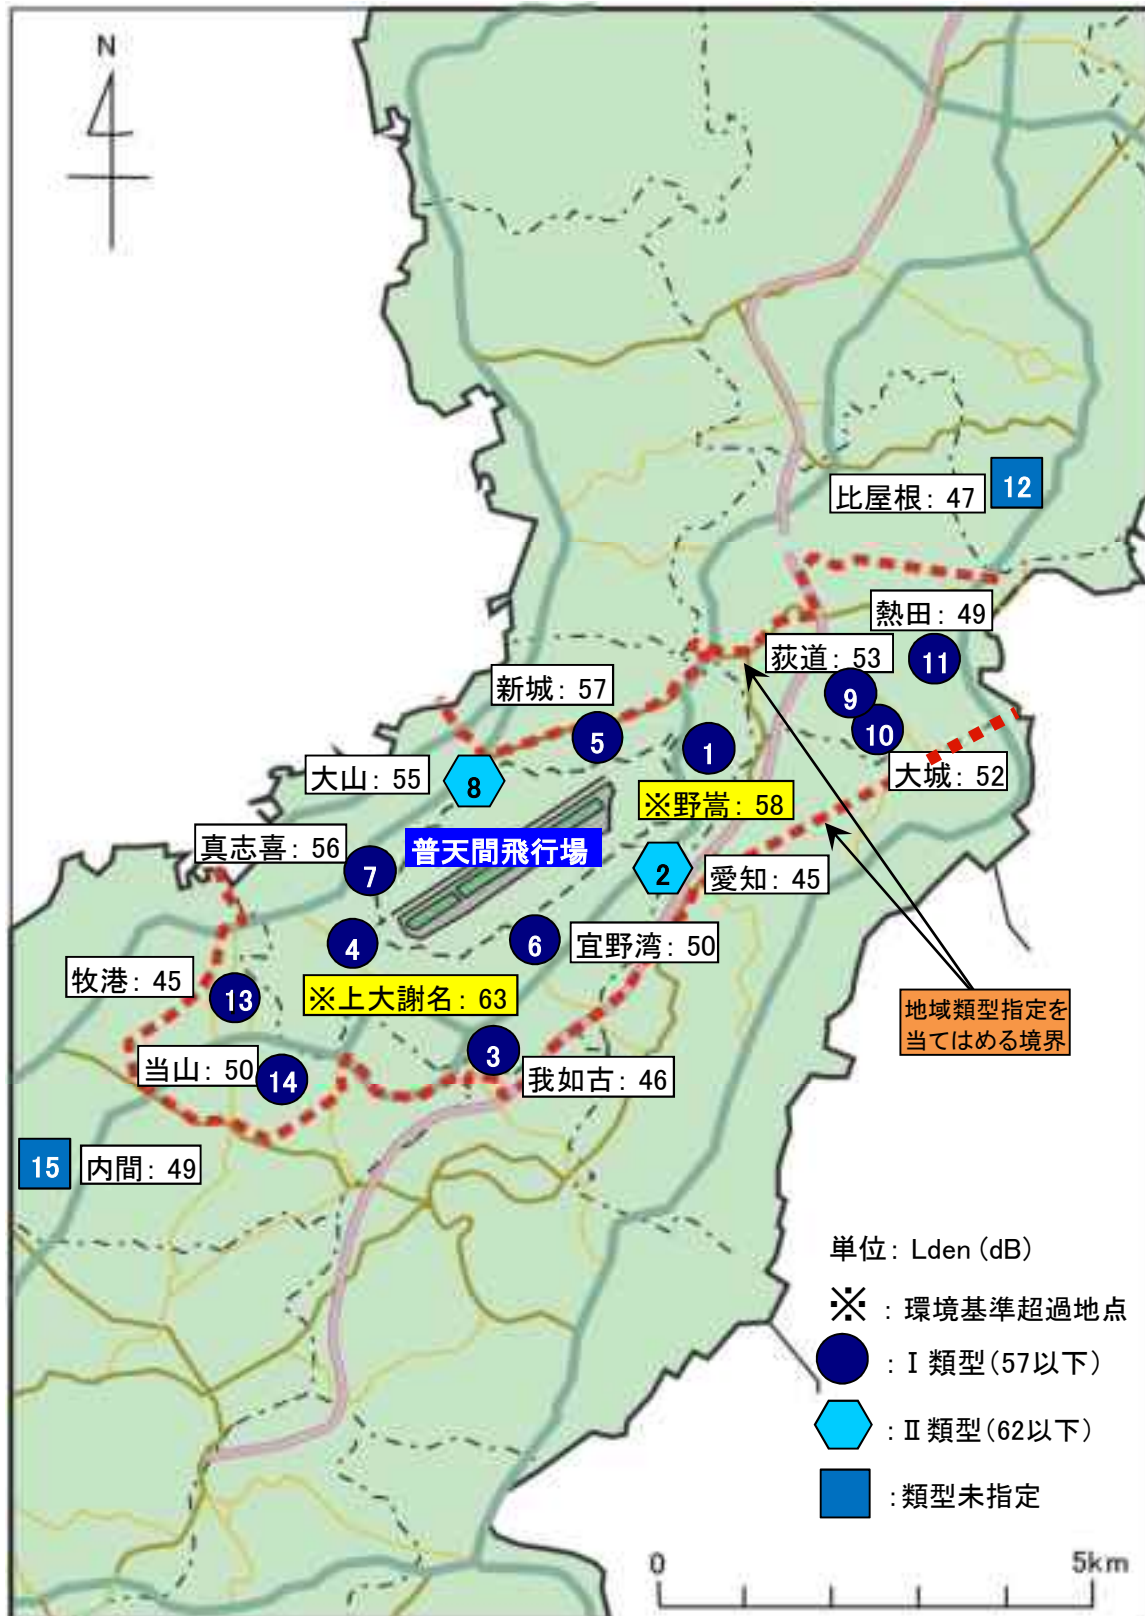 N
比屋根: 47
12
熱田: 49
11
荻道: 53
9
10
新城: 57
5
1
大城: 52
大山: 55
8
※野嵩: 58
普天間飛行場
真志喜: 56
7
2
愛知: 45
4
6
宜野湾: 50
牧港: 45
13
※上大謝名: 63
地域類型指定を
当てはめる境界
3
当山: 50
14
我如古: 46
15
内間: 49
単位: Lden (dB)
※ : 環境基準超過地点
: Ⅰ類型(57以下)
: Ⅱ類型(62以下)
: 類型未指定
0 5km